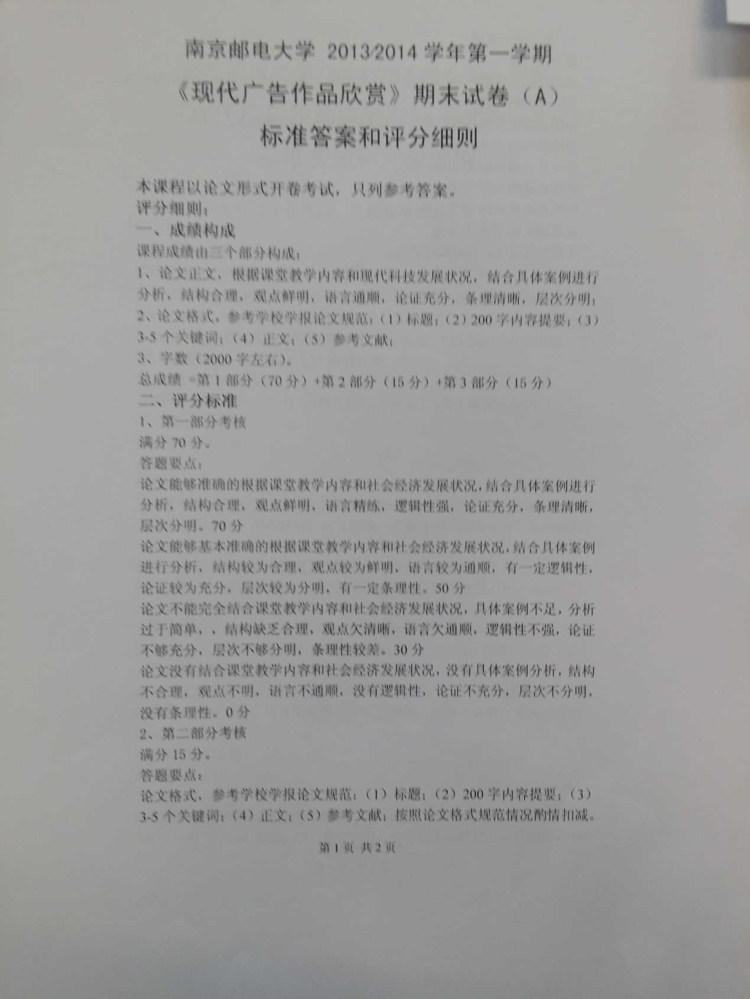 南京邮电大学 2013/2014 学年第一学期
《现代广告作品欣赏》期末试卷（A）
标准答案和评分细则
本课程以论文形式开卷考试，只列参考答案。
评分细则：
一、成绩构成
课程成绩由三个部分构成：
1、论文正文，根据课堂教学内容和现代科技发展状况，结合具体案例进行
分析，结构合理，观点鲜明，语言通顺，论证充分，条理清晰，层次分明；
2、论文格式，参考学校学报论文规范：（1）标题；（2）200 字内容提要；（3）
3-5 个关键词；（4）正文；（5）参考文献；
3、字数（2000 字左右）。
总成绩 =第 1 部分（70 分）+第 2 部分（15 分）+第 3 部分（15 分）
二、评分标准
1、第一部分考核
满分 70 分。
答题要点：
论文能够准确的根据课堂教学内容和社会经济发展状况，结合具体案例进行
分析，结构合理，观点鲜明，语言精练，逻辑性强，论证充分，条理清晰，
层次分明。70 分
论文能够基本准确的根据课堂教学内容和社会经济发展状况，结合具体案例
进行分析，结构较为合理，观点较为鲜明，语言较为通顺，有一定逻辑性，
论证较为充分，层次较为分明，有一定条理性。50 分
论文不能完全结合课堂教学内容和社会经济发展状况，具体案例不足，分析
过于简单，，结构缺乏合理，观点欠清晰，语言欠通顺，逻辑性不强，论证
不够充分，层次不够分明，条理性较差。30 分
论文没有结合课堂教学内容和社会经济发展状况，没有具体案例分析，结构
不合理，观点不明，语言不通顺，没有逻辑性，论证不充分，层次不分明，
没有条理性。0 分
2、第二部分考核
满分 15 分。
答题要点：
论文格式，参考学校学报论文规范：（1）标题；（2）200 字内容提要；（3）
3-5 个关键词；（4）正文；（5）参考文献；按照论文格式规范情况酌情扣减。
第 1 页 共 2 页